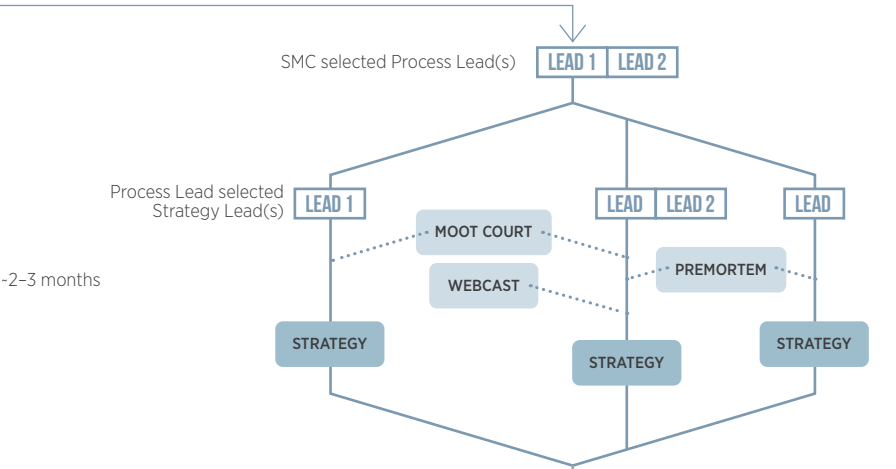 SMC selected Process Lead(s)
LEAD 1
LEAD 2
Process Lead selected
Strategy Lead(s)
LEAD 1
LEAD
LEAD 2
LEAD
MOOT COURT
WEBCAST
PREMORTEM
~2–3 months
STRATEGY
STRATEGY
STRATEGY